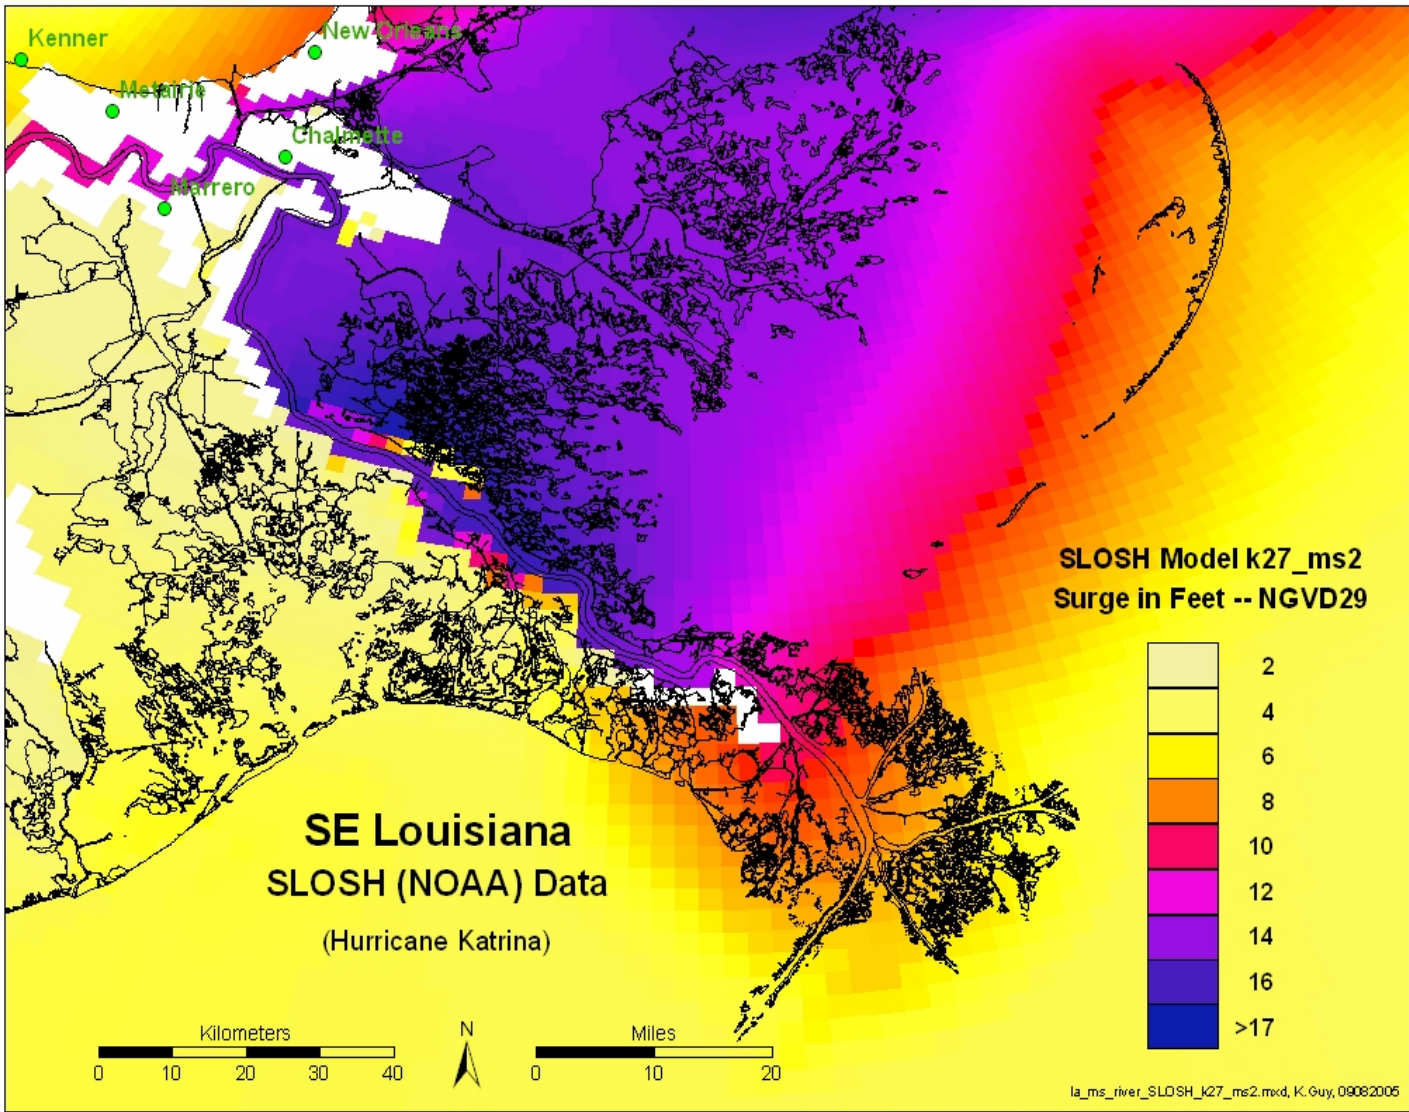 Kenner
New Orleans
Metairie
Chalmette
Marrero
SLOSH Model k27_ms2
Surge in Feet -- NGVD29
2
4
6
8
10
12
14
16
>17
SE Louisiana
SLOSH (NOAA) Data
(Hurricane Katrina)
Kilometers
0 10 20 30 40
N
Miles
0 10 20
la_ms_river_SLOSH_k27_ms2.mxd, K.Guy, 09082005